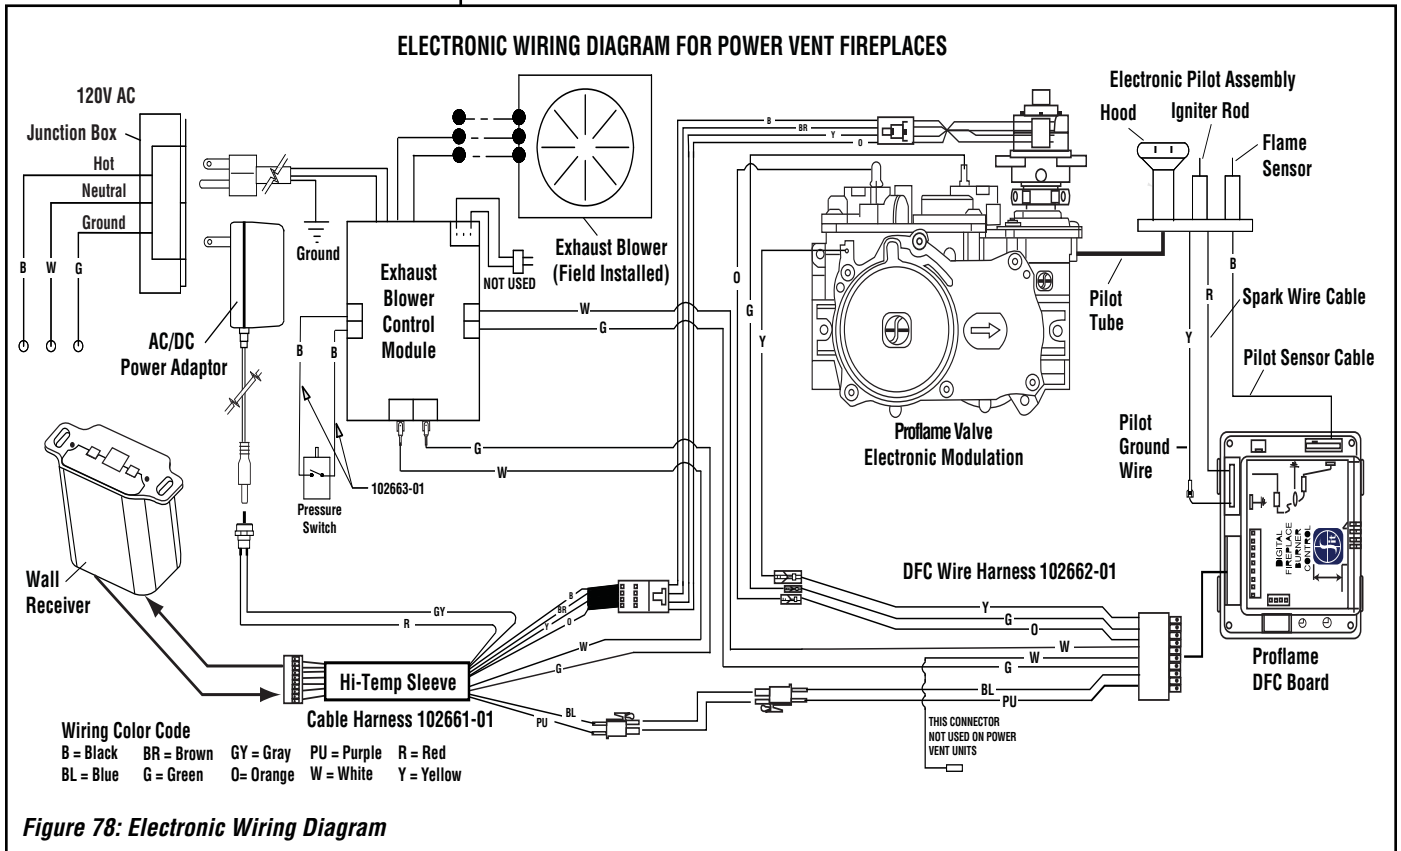 ELECTRONIC WIRING DIAGRAM FOR POWER VENT FIREPLACES
120V AC
Junction Box
Hot
Neutral
Ground
B
W
G
Ground
AC/DC
Power Adaptor
Exhaust
Blower
Control
Module
NOT USED
Exhaust Blower
(Field Installed)
B
BR
Y
O
O
G
Y
W
G
B
B
G
W
102663-01
Pressure
Switch
Proflame Valve
Electronic Modulation
Electronic Pilot Assembly
Hood
Igniter Rod
Flame
Sensor
Pilot
Tube
B
R
Y
Spark Wire Cable
Pilot Sensor Cable
Pilot
Ground
Wire
DIGITAL
FIREPLACE
BURNER
CONTROL
Proflame
DFC Board
DFC Wire Harness 102662-01
Y
G
O
W
W
G
BL
PU
THIS CONNECTOR
NOT USED ON POWER
VENT UNITS
Wall
Receiver
GY
R
B
BR
Y
O
W
G
BL
PU
Hi-Temp Sleeve
Cable Harness 102661-01
Wiring Color Code
B = Black BR = Brown GY = Gray PU = Purple R = Red
BL = Blue G = Green O= Orange W = White Y = Yellow
Figure 78: Electronic Wiring Diagram